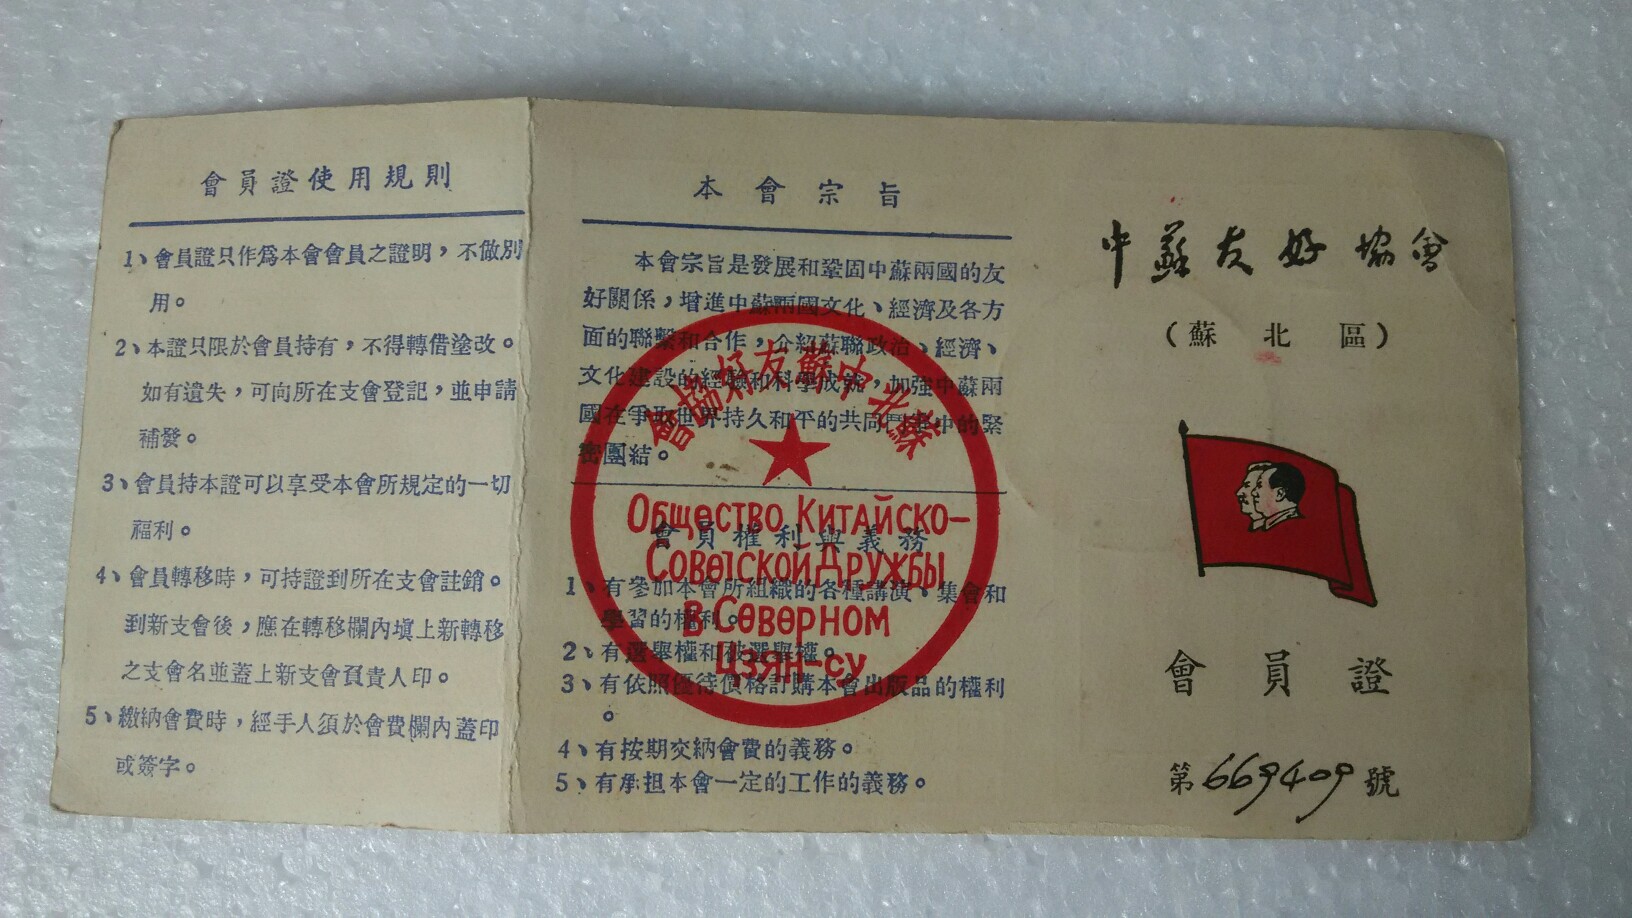 會員證使用規則
1、會員證只作爲本會會員之證明，不做別
用。
2、本證只限於會員持有，不得轉借塗改。
如有遺失，可向所在支會登記，並申請
補發。
3、會員持本證可以享受本會所規定的一切
福利。
4、會員轉移時，可持證到所在支會註銷。
到新支會後，應在轉移欄內塡上新轉移
之支會名並蓋上新支會負責人印。
5、繳納會費時，經手人須於會費欄內蓋印
或簽字。
本會宗旨
本會宗旨是發展和鞏固中蘇兩國的友
好關係，增進中蘇兩國文化、經濟及各方
面的聯繫和合作，介紹蘇聯政治、經濟、
文化建設的經驗和科學成就，加強中蘇兩
國在爭取世界持久和平的共同鬥爭中的緊
密團結。
會員權利與義務
1、有參加本會所組織的各種講演、集會和
學習的權利。
2、有選舉權和被選舉權。
3、有依照優待價格訂購本會出版品的權利
。
4、有按期交納會費的義務。
5、有承担本會一定的工作的義務。
會協好友蘇中北蘇
Общество Китайско-
Советской Дружбы
в Северном
Цзян-су
中蘇友好協會
（蘇北區）
會員證
第669409號